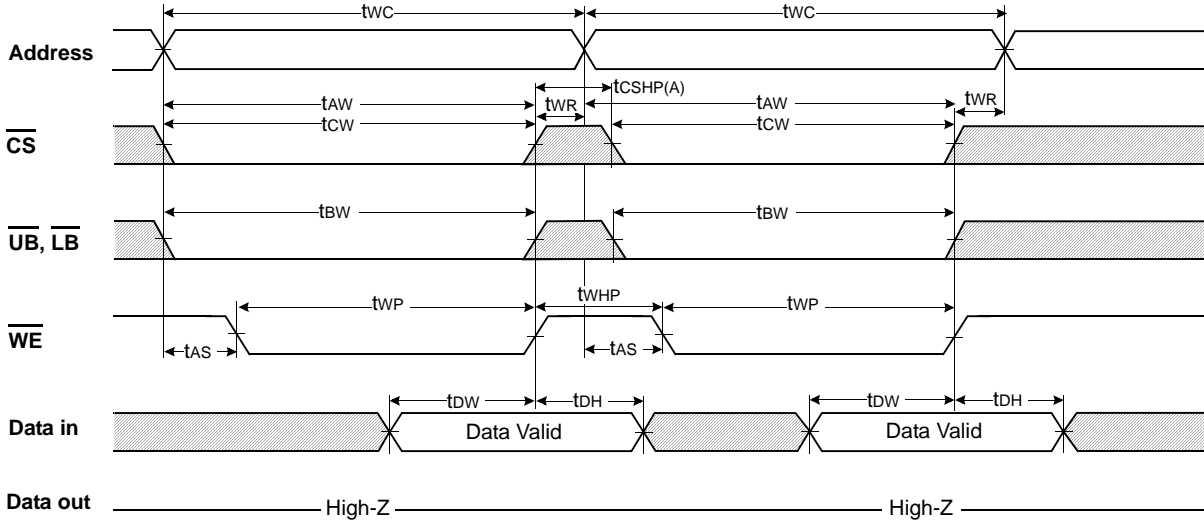 tWC tWC
Address
tCSHP(A)
tAW tWR tAW tWR
tCW tCW
CS
tBW tBW
UB, LB
tWP tWHP tWP
WE
tAS tAS
tDW tDH tDW tDH
Data in Data Valid Data Valid
Data out High-Z High-Z